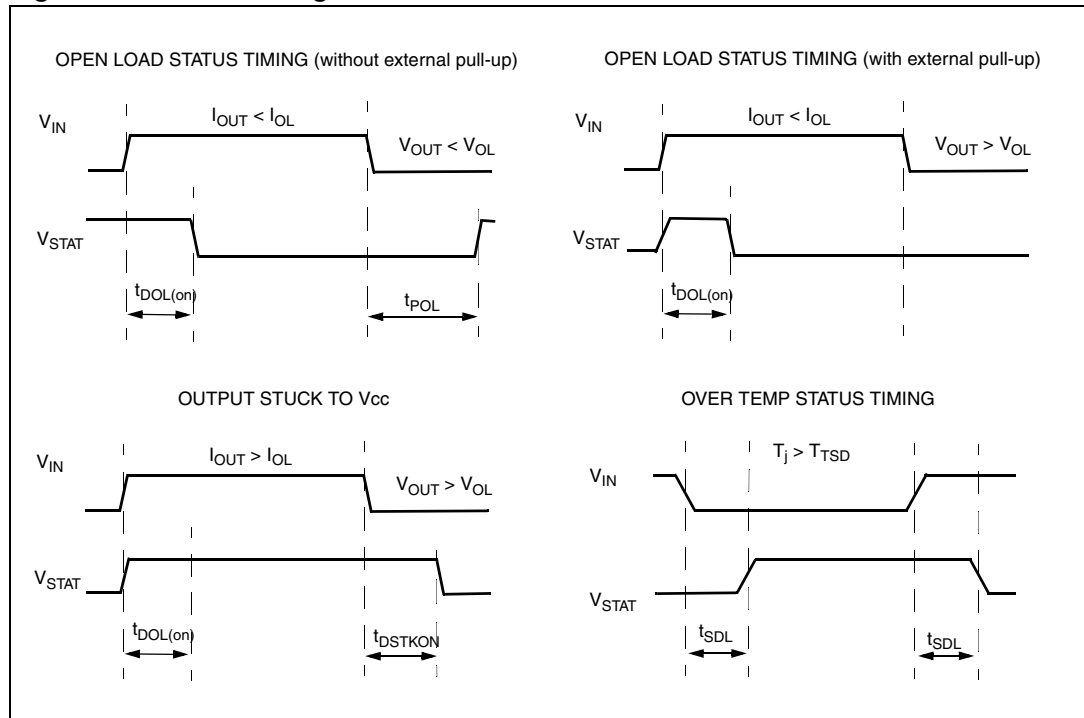 OPEN LOAD STATUS TIMING (without external pull-up)
V_IN
I_OUT < I_OL
V_OUT < V_OL
V_STAT
t_DOL(on)
t_POL
OPEN LOAD STATUS TIMING (with external pull-up)
V_IN
I_OUT < I_OL
V_OUT > V_OL
V_STAT
t_DOL(on)
OUTPUT STUCK TO Vcc
V_IN
I_OUT > I_OL
V_OUT > V_OL
V_STAT
t_DOL(on)
t_DSTKON
OVER TEMP STATUS TIMING
V_IN
T_j > T_TSD
V_STAT
t_SDL
t_SDL